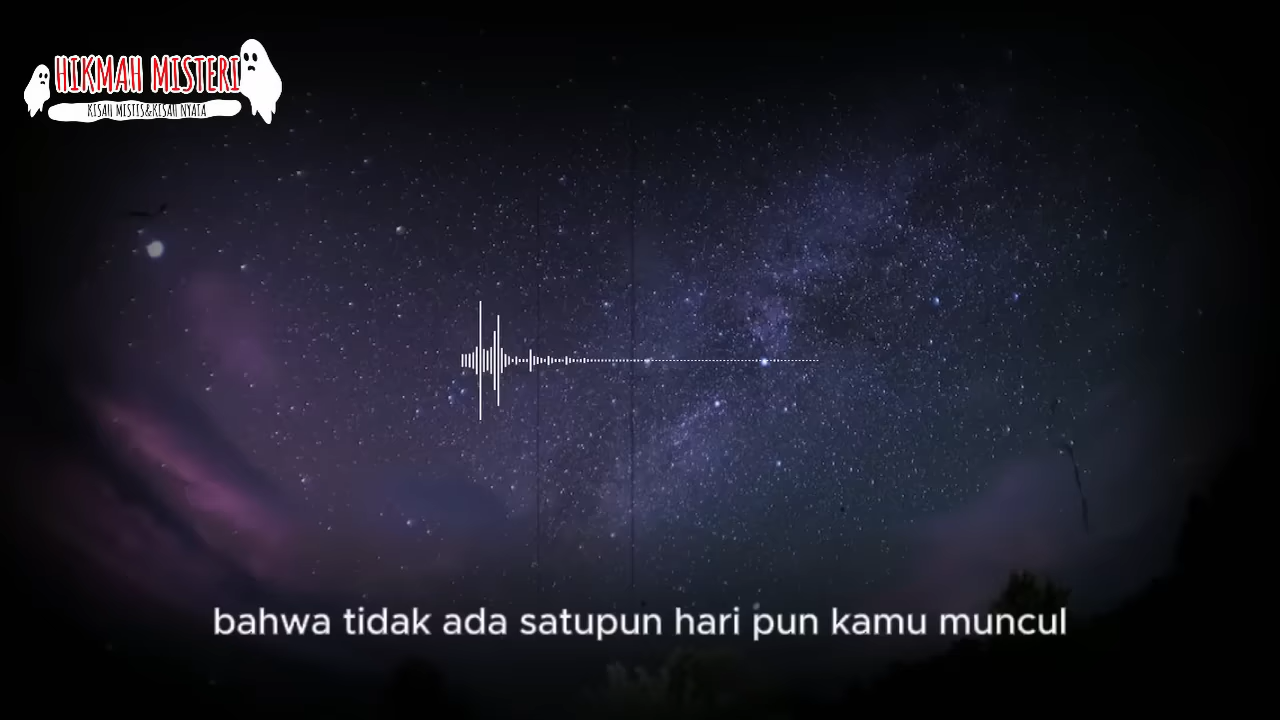 HIKMAH MISTERI
KISAH MISTIS&KISAH NYATA
bahwa tidak ada satupun hari pun kamu muncul